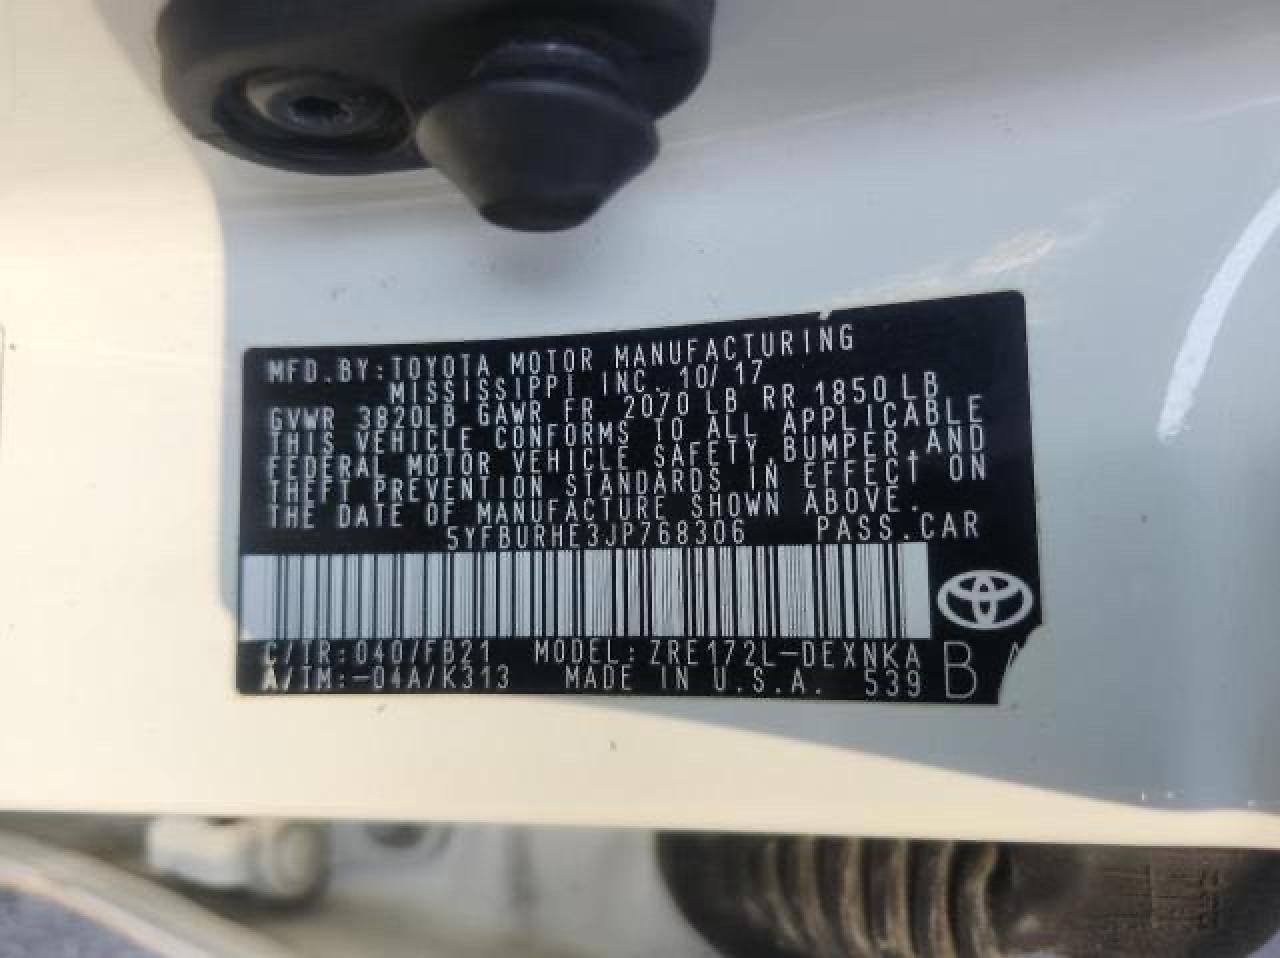 MFD.BY:TOYOTA MOTOR MANUFACTURING
MISSISSIPPI INC. 10/17
GVWR 3820LB GAWR FR 2070 LB RR 1850 LB
THIS VEHICLE CONFORMS TO ALL APPLICABLE
FEDERAL MOTOR VEHICLE SAFETY,BUMPER,AND
THEFT PREVENTION STANDARDS IN EFFECT ON
THE DATE OF MANUFACTURE SHOWN ABOVE.
5YFBURHE3JP768306 PASS.CAR
C/TR:040/FB21 MODEL:ZRE172L-DEXNKA
A/TM:-04A/K313 MADE IN U.S.A. 539 B